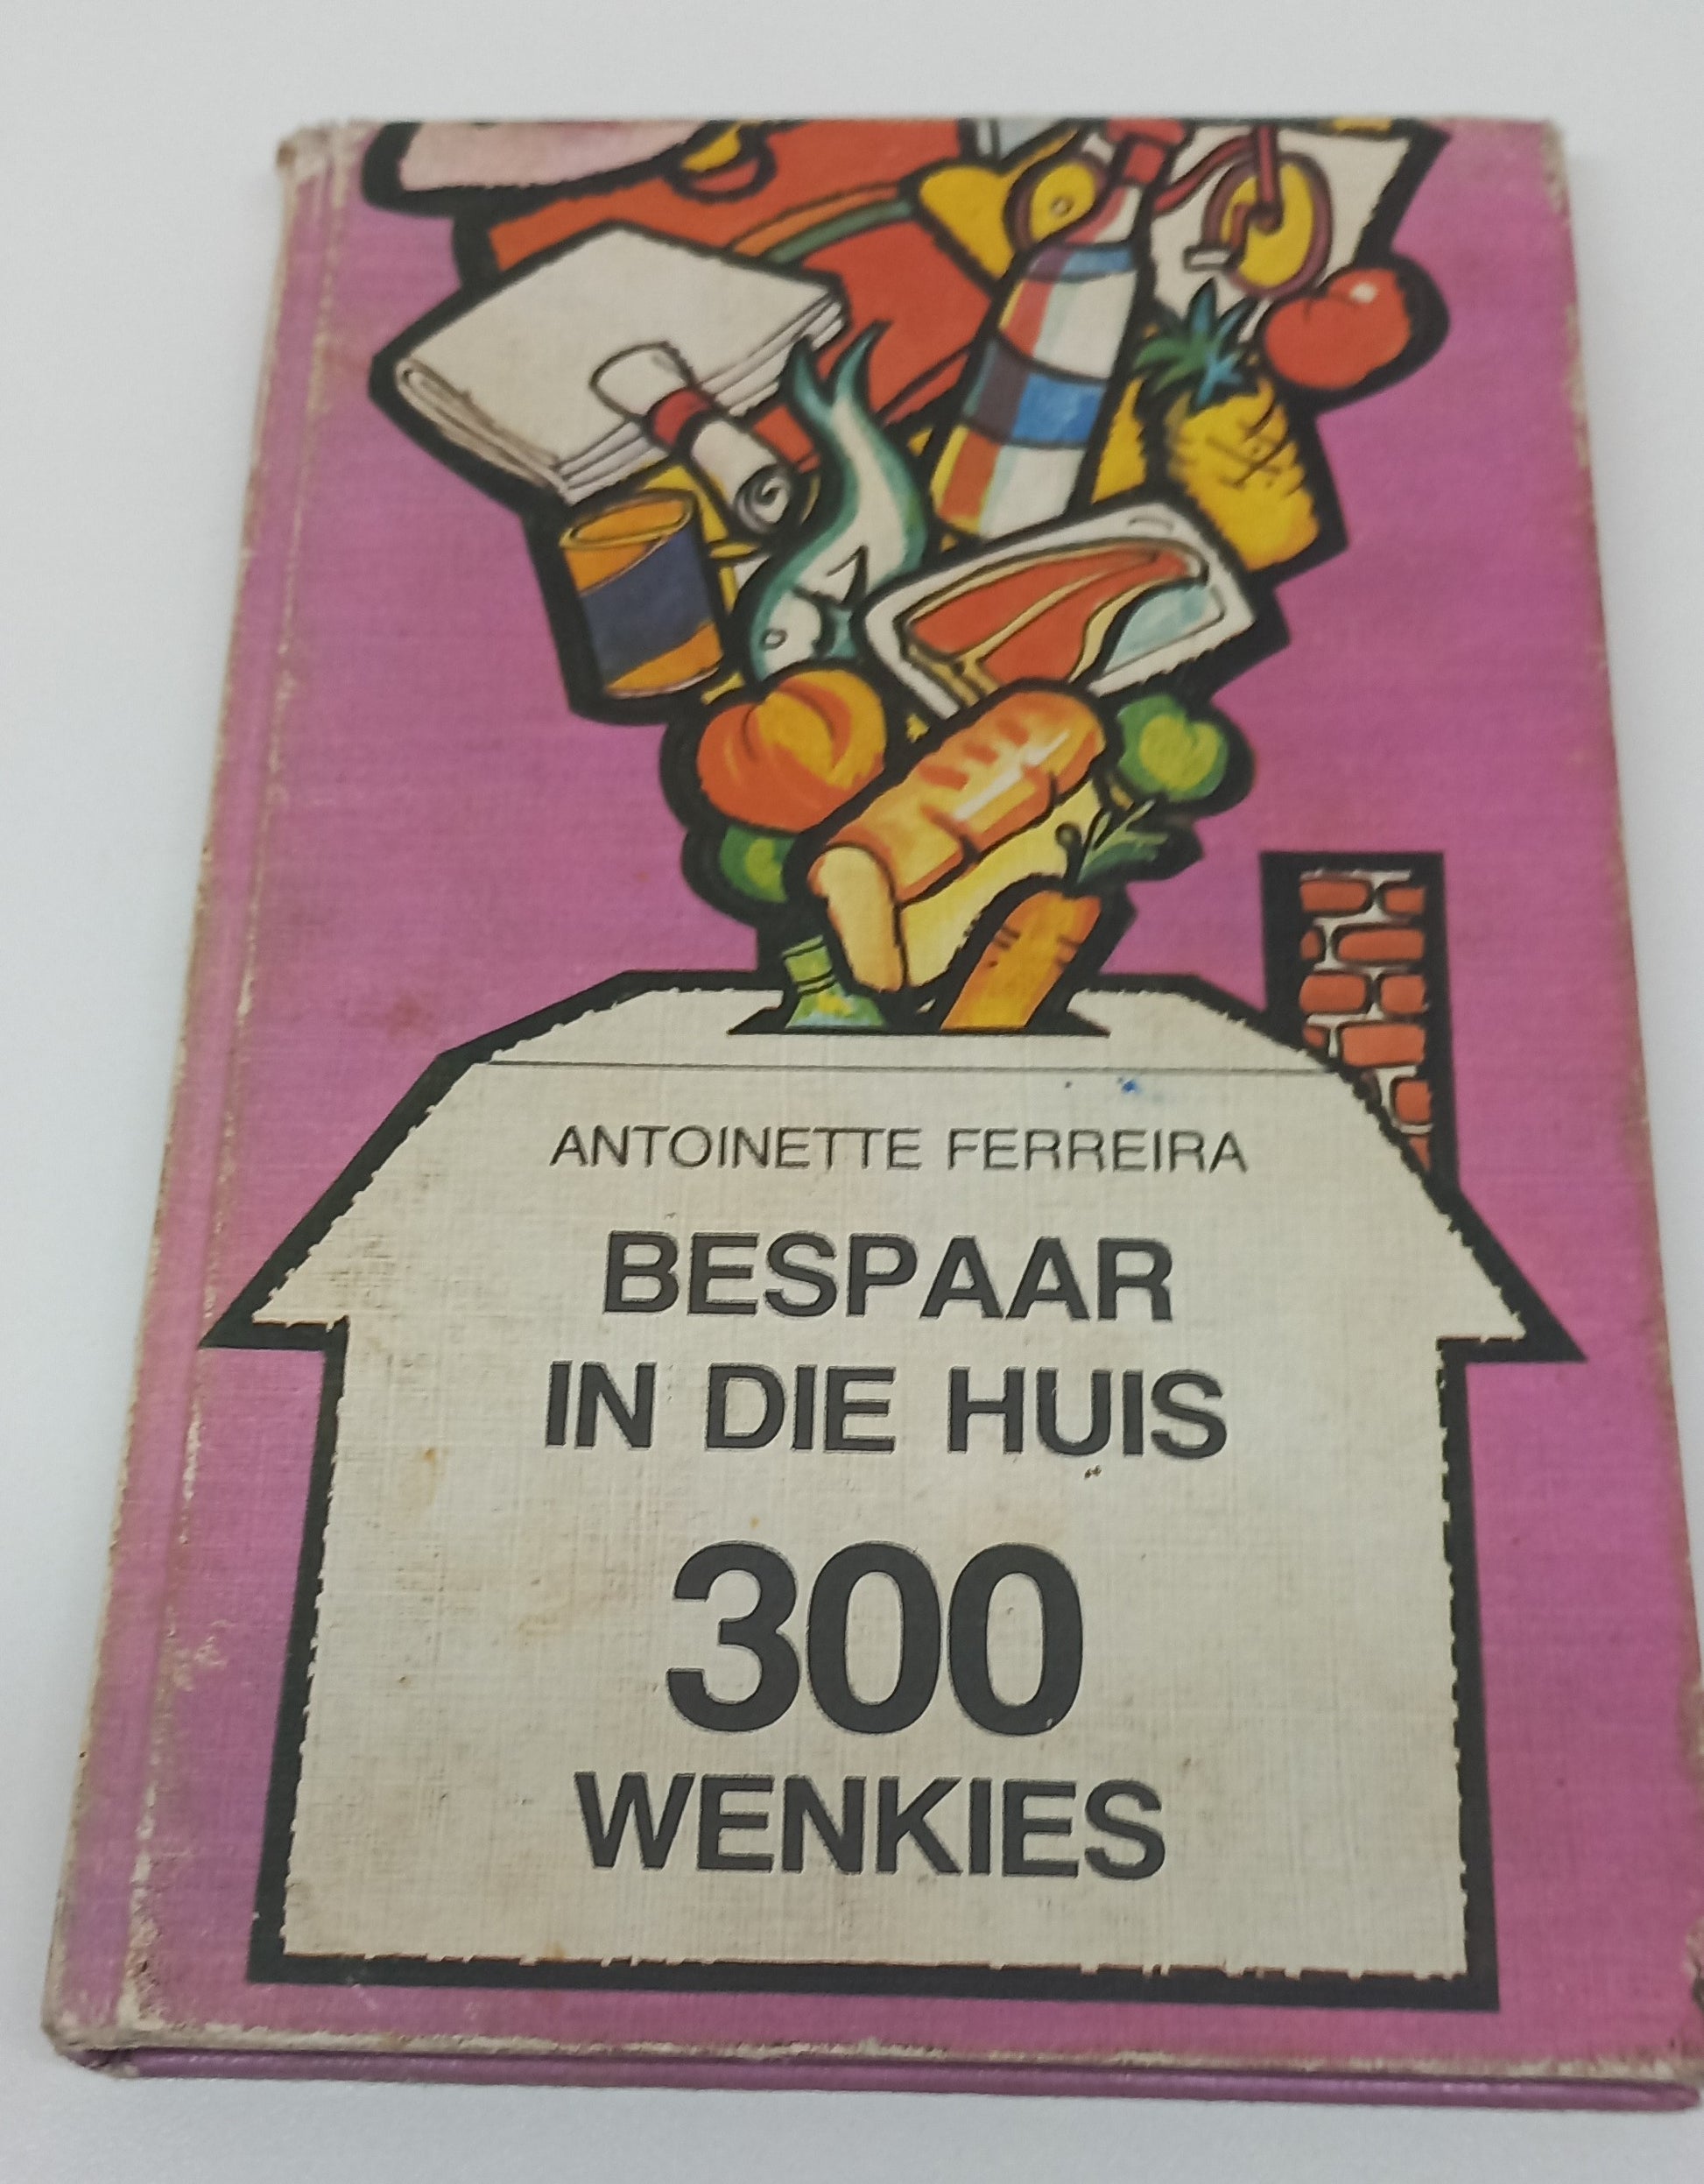 ANTOINETTE FERREIRA
BESPAAR
IN DIE HUIS
300
WENKIES